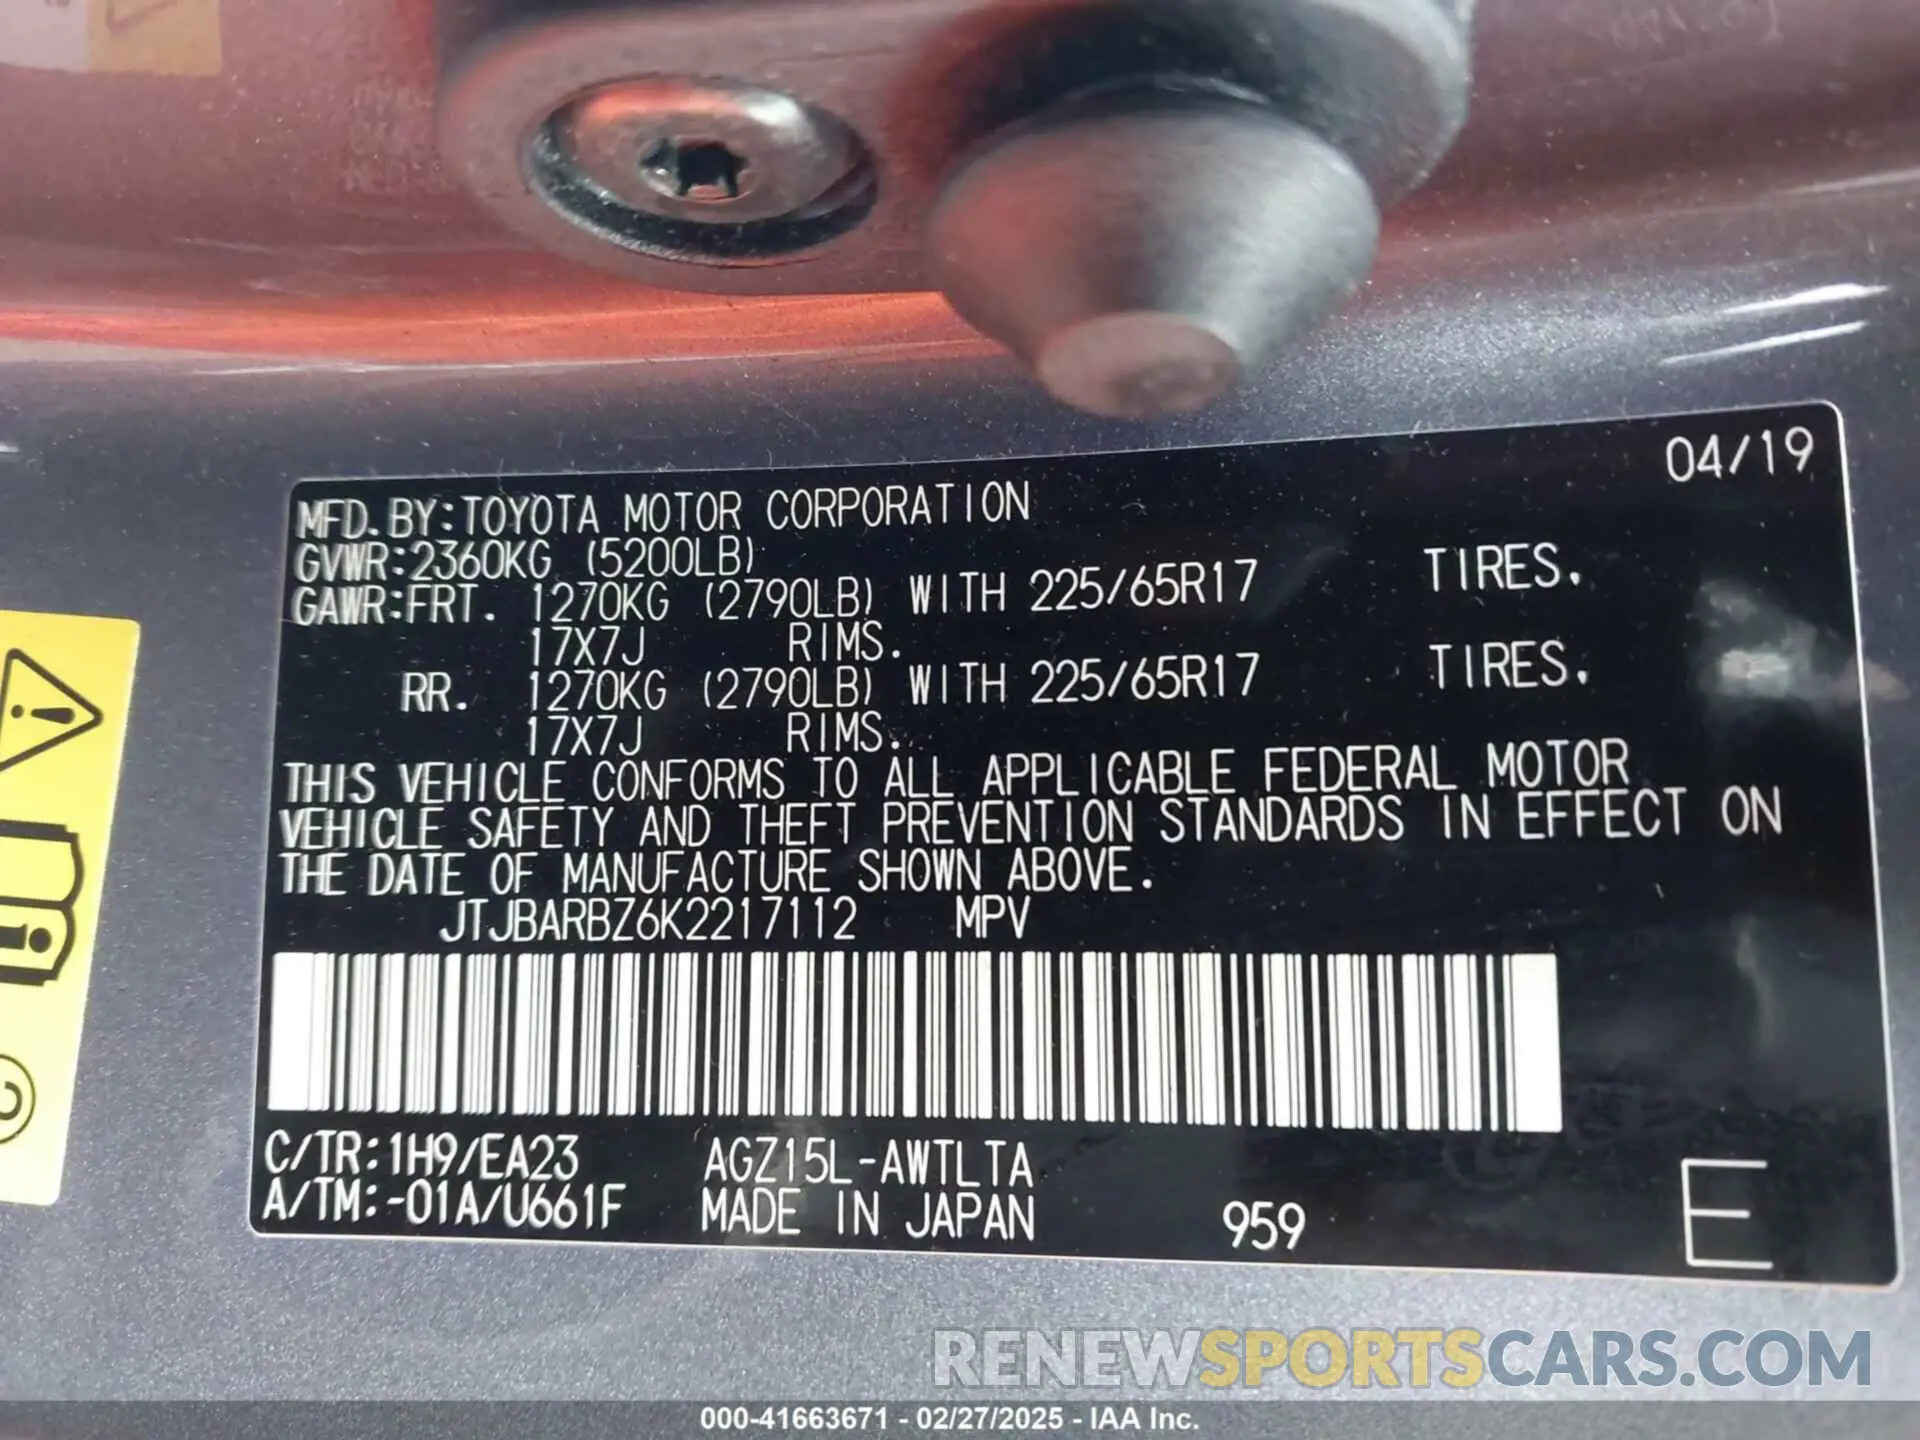 04/19
MFD.BY:TOYOTA MOTOR CORPORATION
GVWR:2360KG (5200LB)
GAWR:FRT. 1270KG (2790LB) WITH 225/65R17 TIRES.
17X7J RIMS.
RR. 1270KG (2790LB) WITH 225/65R17 TIRES.
17X7J RIMS.
THIS VEHICLE CONFORMS TO ALL APPLICABLE FEDERAL MOTOR
VEHICLE SAFETY AND THEFT PREVENTION STANDARDS IN EFFECT ON
THE DATE OF MANUFACTURE SHOWN ABOVE.
JTJBARBZ6K2217112 MPV
C/TR:1H9/EA23 AGZ15L-AWTLTA
A/TM:-01A/U661F MADE IN JAPAN 959 E
RENEWSPORTSCARS.COM
000-41663671 - 02/27/2025 - IAA Inc.